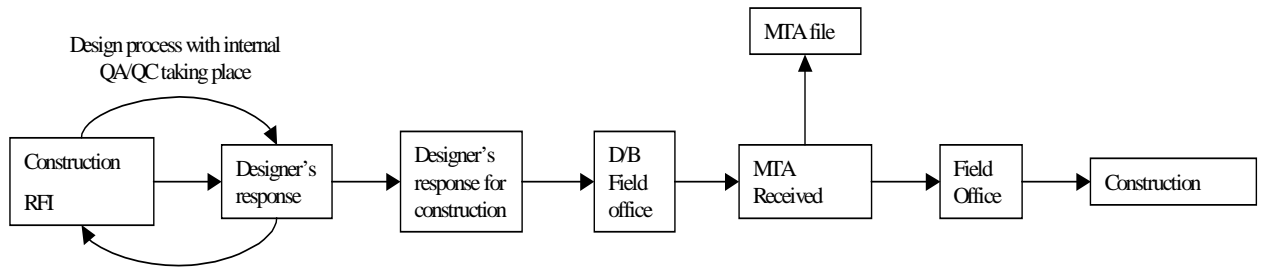 Design process with internal
QA/QC taking place
Construction
RFI
Designer's
response
Designer's
response for
construction
D/B
Field
office
MTA file
MTA
Received
Field
Office
Construction